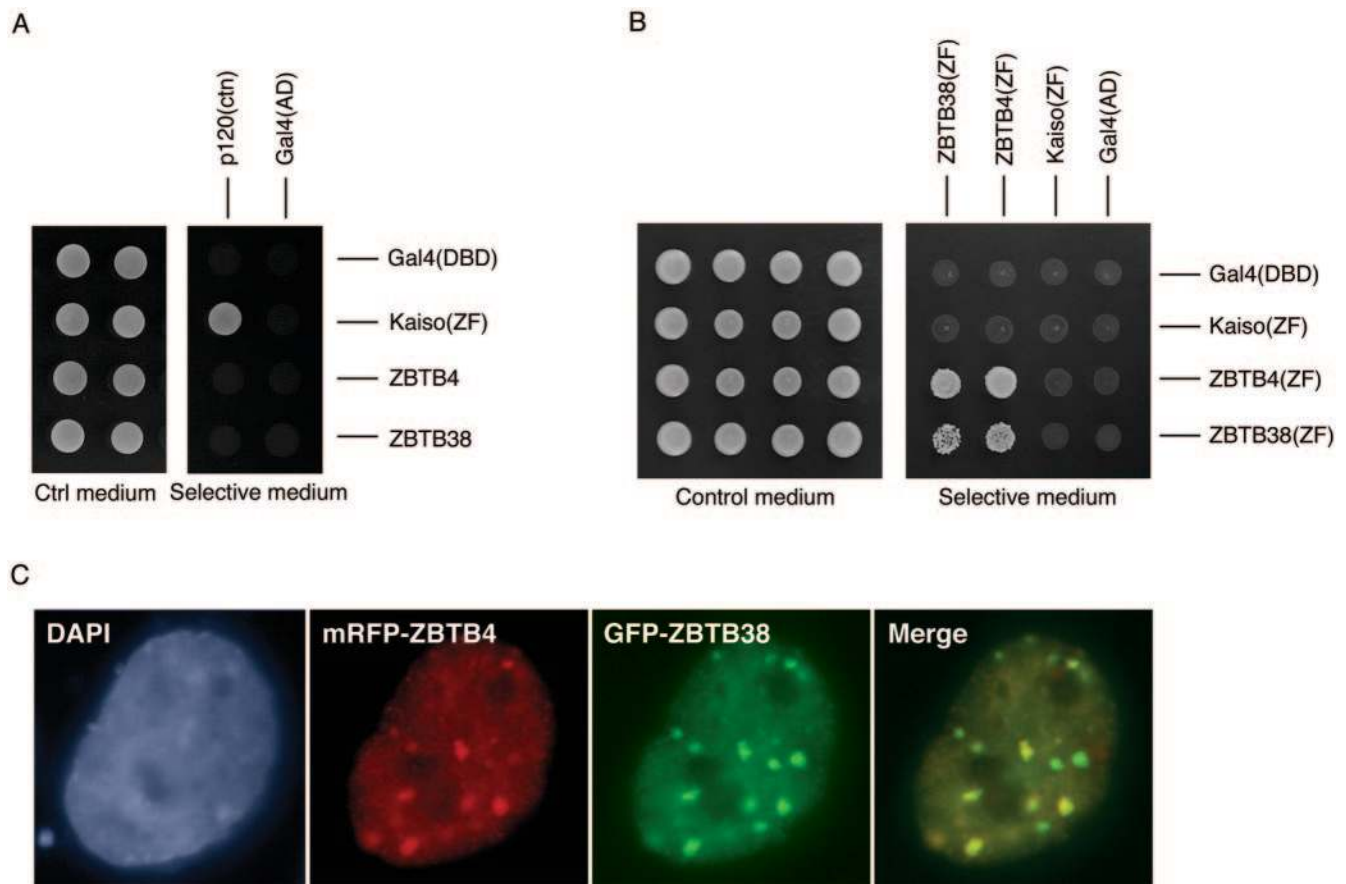 A
p120(ctn)
Gal4(AD)
Gal4(DBD)
Kaiso(ZF)
ZBTB4
ZBTB38
Ctrl medium
Selective medium
B
ZBTB38(ZF)
ZBTB4(ZF)
Kaiso(ZF)
Gal4(AD)
Gal4(DBD)
Kaiso(ZF)
ZBTB4(ZF)
ZBTB38(ZF)
Control medium
Selective medium
C
DAPI
mRFP-ZBTB4
GFP-ZBTB38
Merge